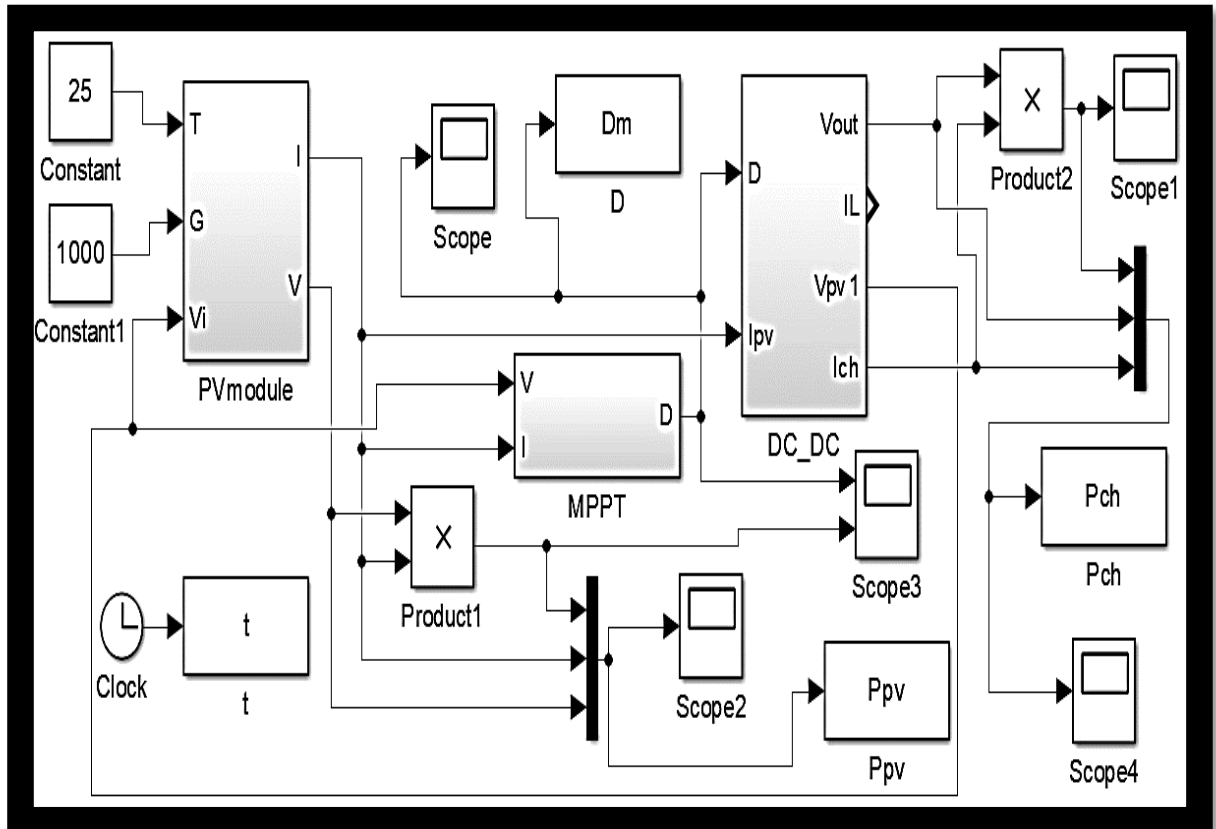 25
Constant
1000
Constant1
T
G
Vi
I
V
PVmodule
Scope
Dm
D
V
I
D
MPPT
D
Ipv
Vout
IL
Vpv 1
Ich
DC_DC
×
Product2
Scope1
×
Product1
Scope3
Clock
t
t
Scope2
Ppv
Ppv
Pch
Pch
Scope4